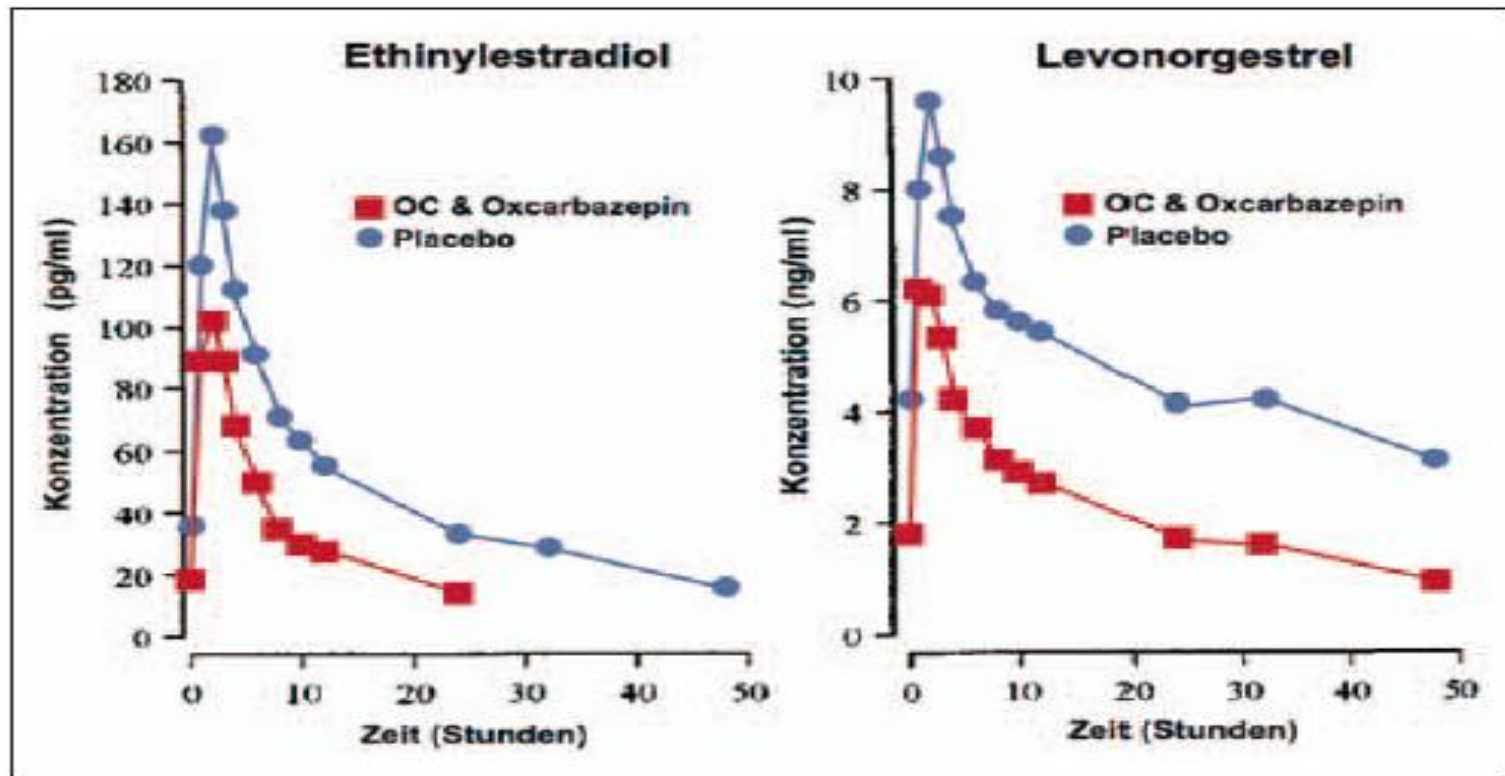 Ethinylestradiol
180
160
140
120
100
80
60
40
20
0
Konzentration (pg/ml)
OC & Oxcarbazepin
Placebo
0 10 20 30 40 50
Zeit (Stunden)
Levonorgestrel
10
8
6
4
2
0
Konzentration (ng/ml)
OC & Oxcarbazepin
Placebo
0 10 20 30 40 50
Zeit (Stunden)